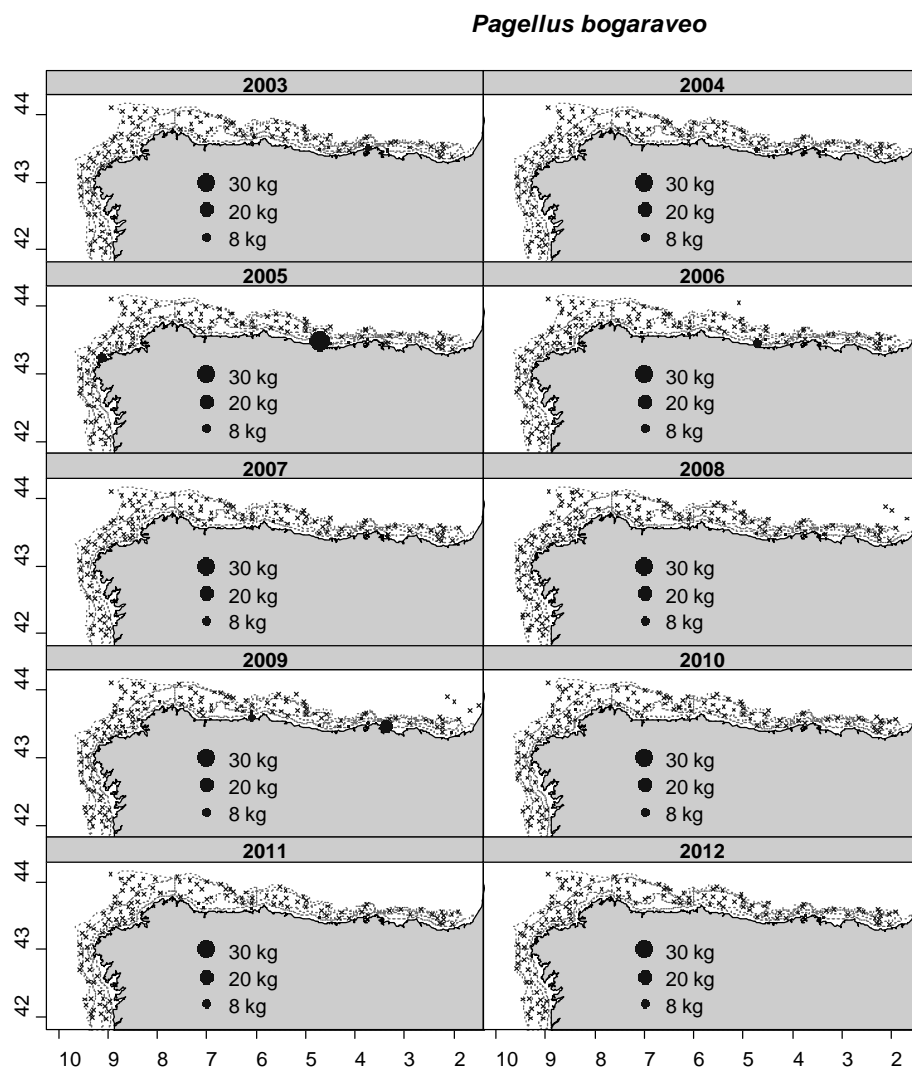 Pagellus bogaraveo
2003 2004
44
43
42
30 kg 30 kg
20 kg 20 kg
8 kg 8 kg
2005 2006
44
43
42
30 kg 30 kg
20 kg 20 kg
8 kg 8 kg
2007 2008
44
43
42
30 kg 30 kg
20 kg 20 kg
8 kg 8 kg
2009 2010
44
43
42
30 kg 30 kg
20 kg 20 kg
8 kg 8 kg
2011 2012
44
43
42
30 kg 30 kg
20 kg 20 kg
8 kg 8 kg
10 9 8 7 6 5 4 3 2 10 9 8 7 6 5 4 3 2